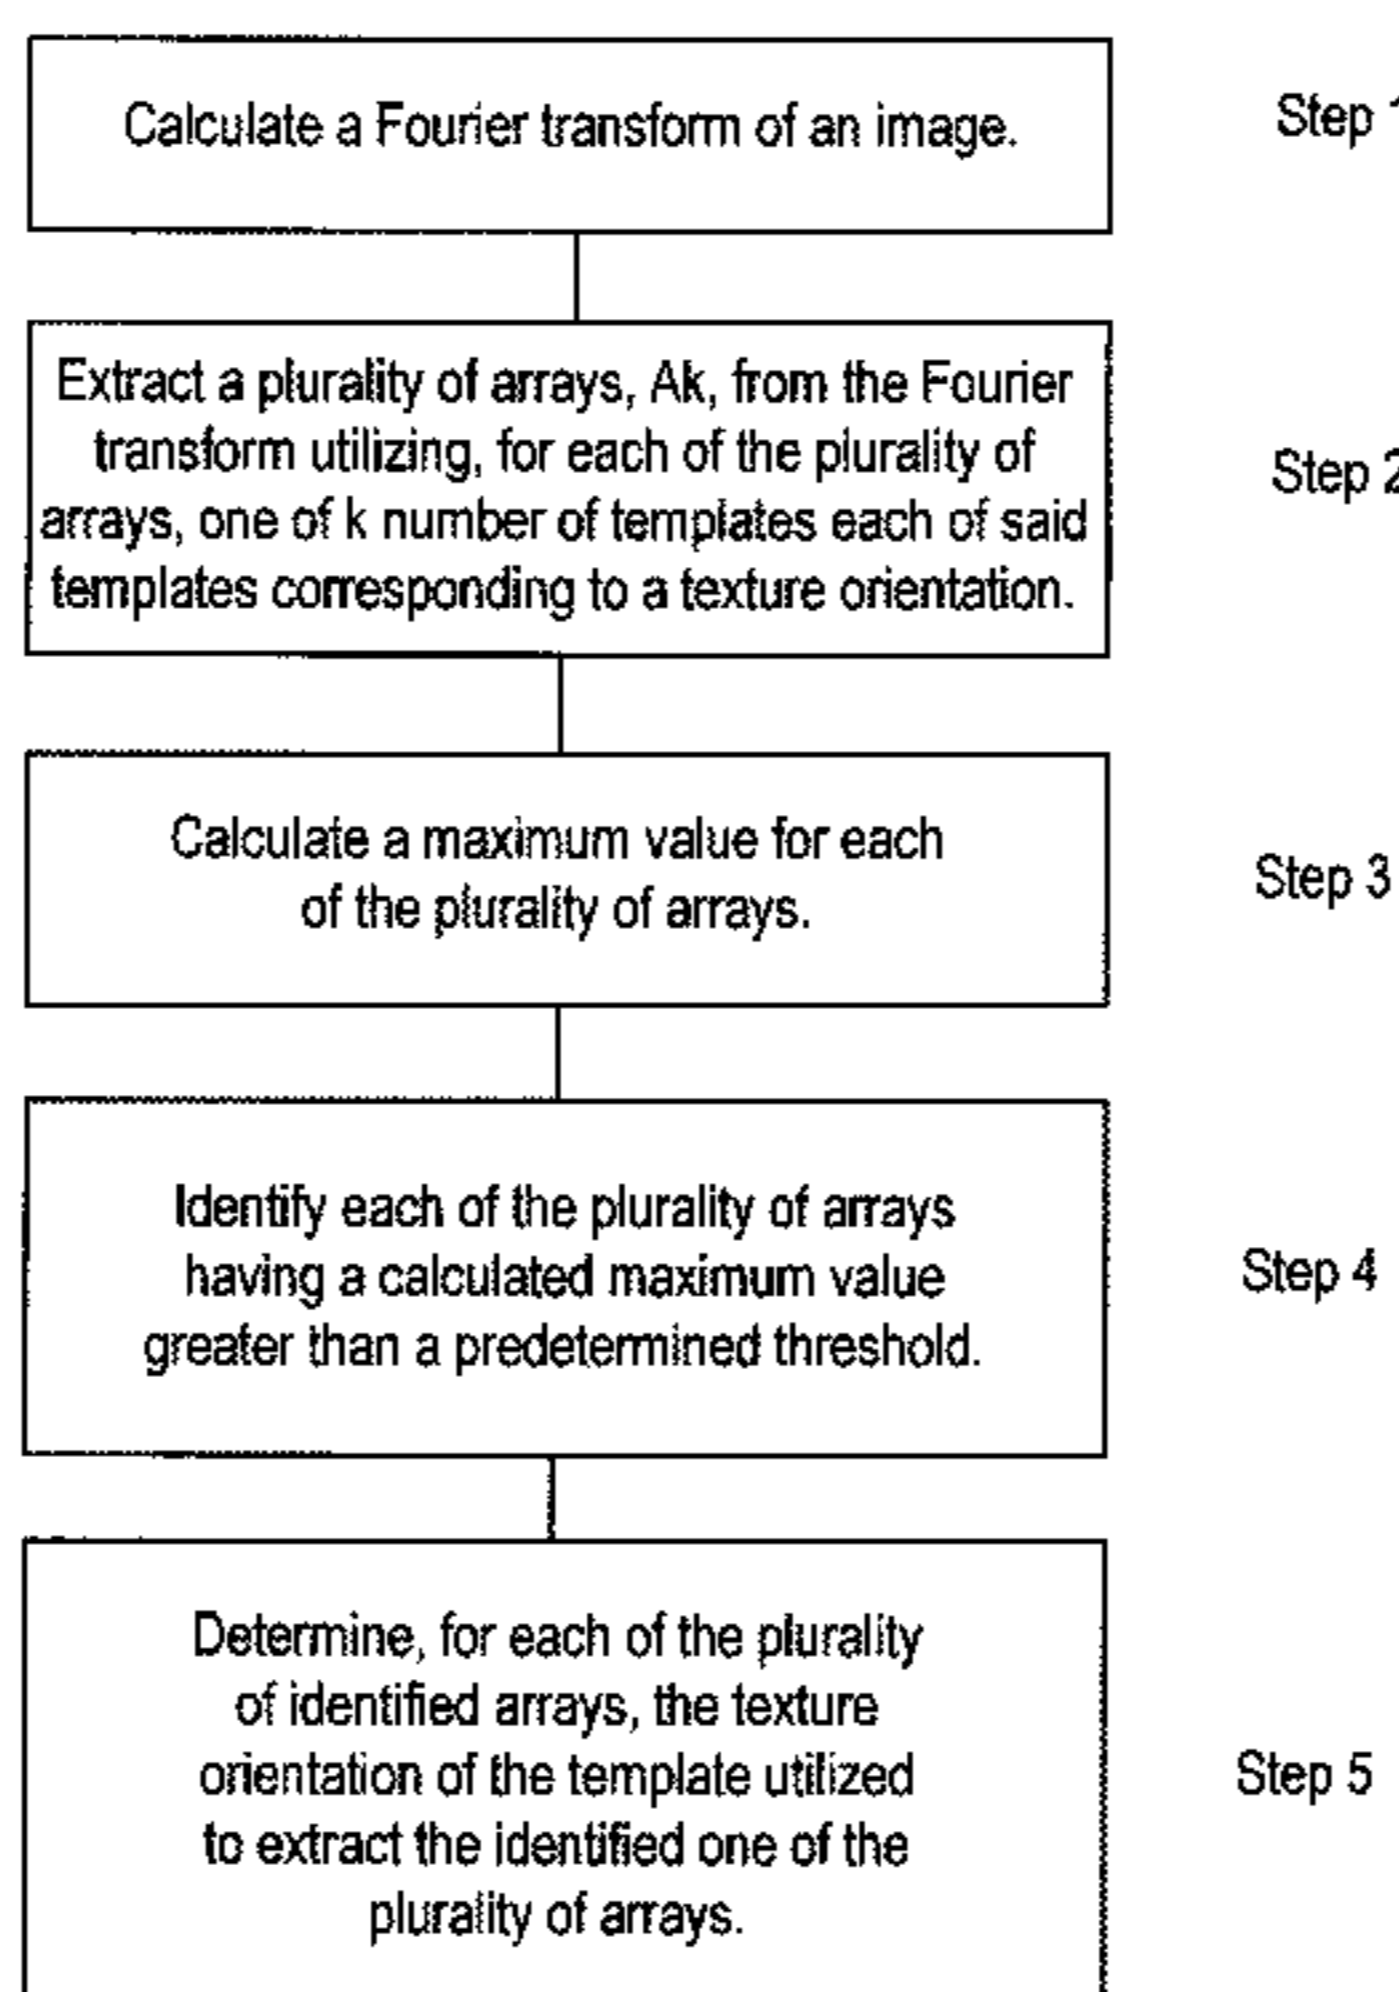 Calculate a Fourier transform of an image.
Step 1
Extract a plurality of arrays, Ak, from the Fourier
transform utilizing, for each of the plurality of
arrays, one of k number of templates each of said
templates corresponding to a texture orientation.
Step 2
Calculate a maximum value for each
of the plurality of arrays.
Step 3
Identify each of the plurality of arrays
having a calculated maximum value
greater than a predetermined threshold.
Step 4
Determine, for each of the plurality
of identified arrays, the texture
orientation of the template utilized
to extract the identified one of the
plurality of arrays.
Step 5